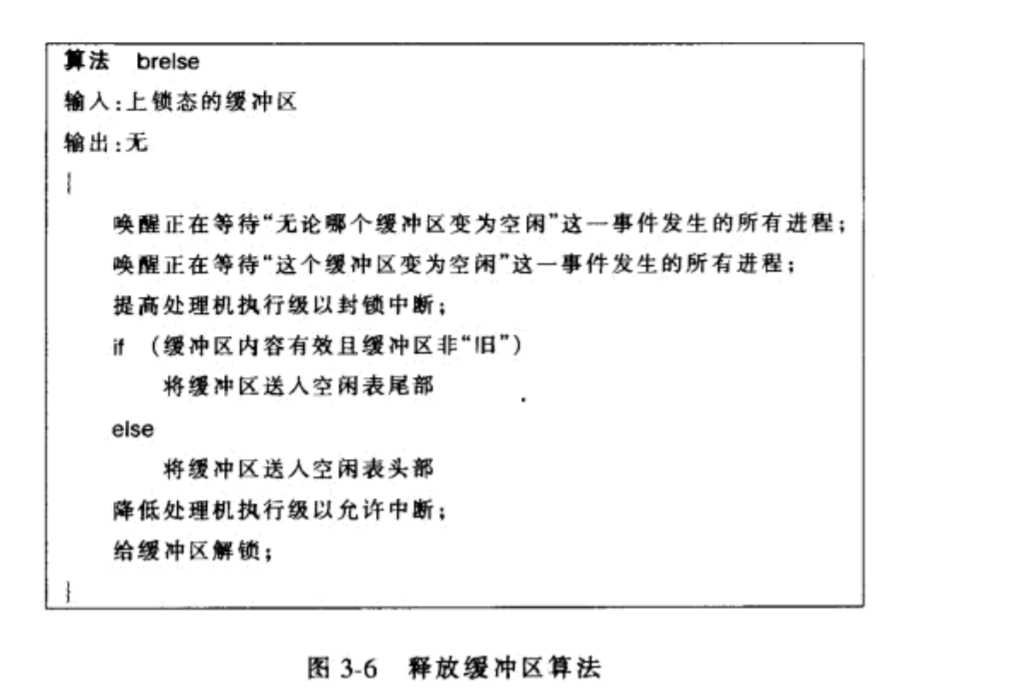 算法 brelse
输入:上锁态的缓冲区
输出:无
{
唤醒正在等待“无论哪个缓冲区变为空闲”这一事件发生的所有进程;
唤醒正在等待“这个缓冲区变为空闲”这一事件发生的所有进程;
提高处理机执行级以封锁中断;
if (缓冲区内容有效且缓冲区非“旧”)
将缓冲区送入空闲表尾部
else
将缓冲区送入空闲表头部
降低处理机执行级以允许中断;
给缓冲区解锁;
}
图 3-6 释放缓冲区算法